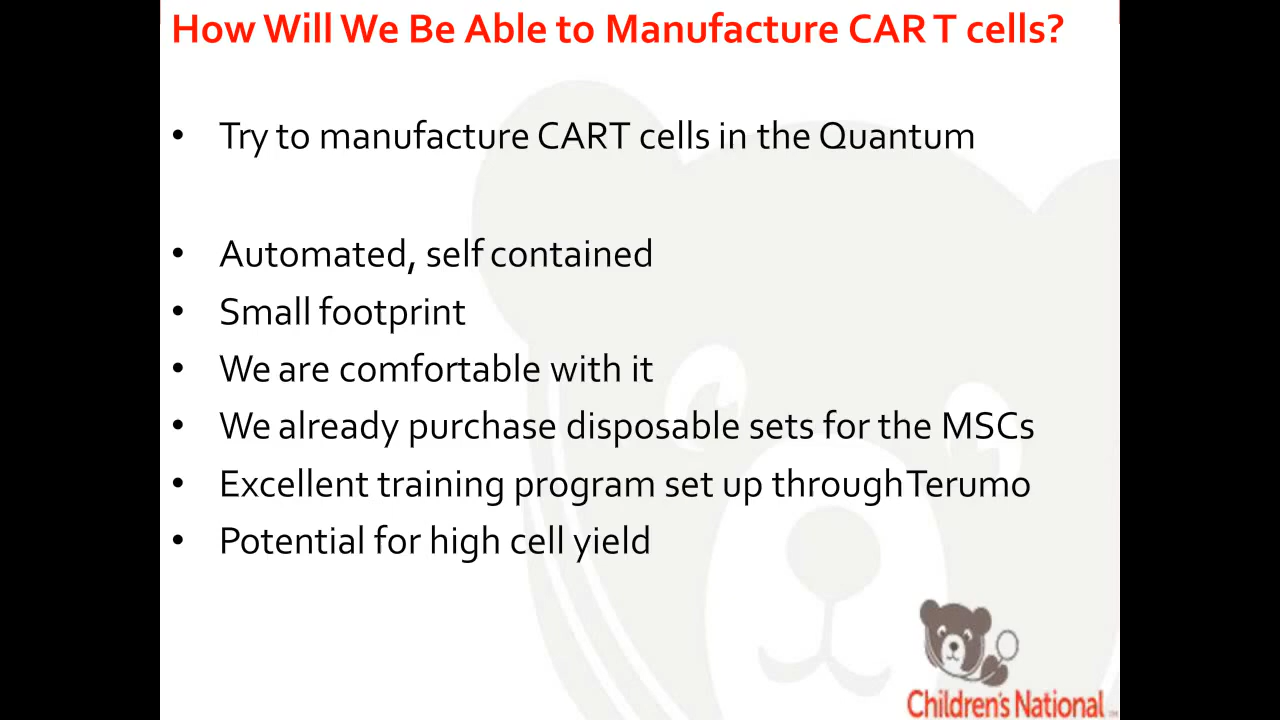 How Will We Be Able to Manufacture CAR T cells?
• Try to manufacture CART cells in the Quantum
• Automated, self contained
• Small footprint
• We are comfortable with it
• We already purchase disposable sets for the MSCs
• Excellent training program set up through Terumo
• Potential for high cell yield
Children's National